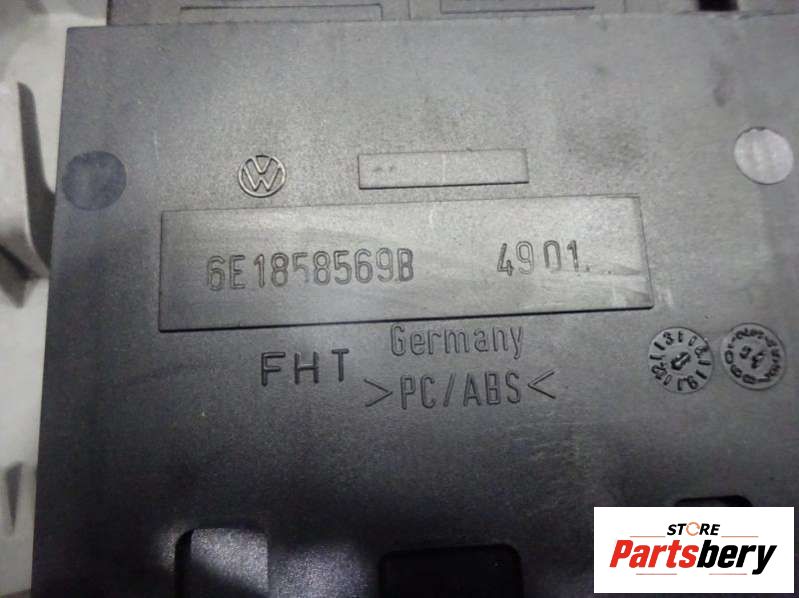 6E1858569B 4901.
FHT Germany
>PC/ABS<
STORE
Partsbery